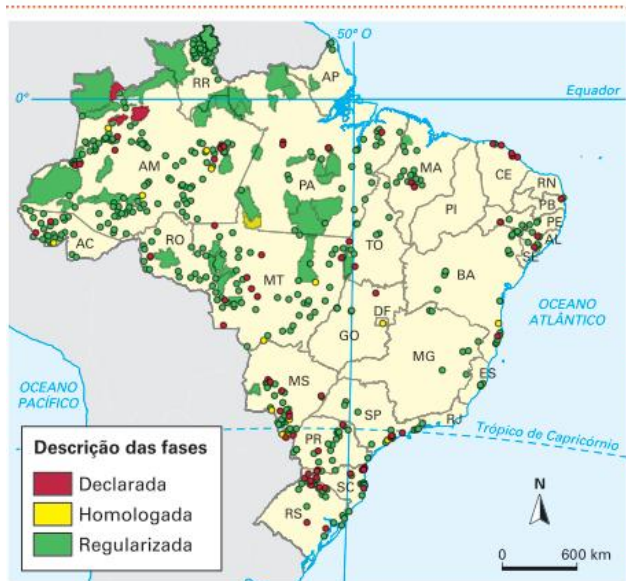 50° O
Equador
0°
RR
AP
AM
PA
MA
CE
RN
PB
PE
AL
SE
PI
TO
AC
RO
MT
BA
DF
GO
MG
ES
MS
SP
RJ
PR
SC
RS
OCEANO
ATLÂNTICO
OCEANO
PACÍFICO
Trópico de Capricórnio
Descrição das fases
Declarada
Homologada
Regularizada
N
0 600 km